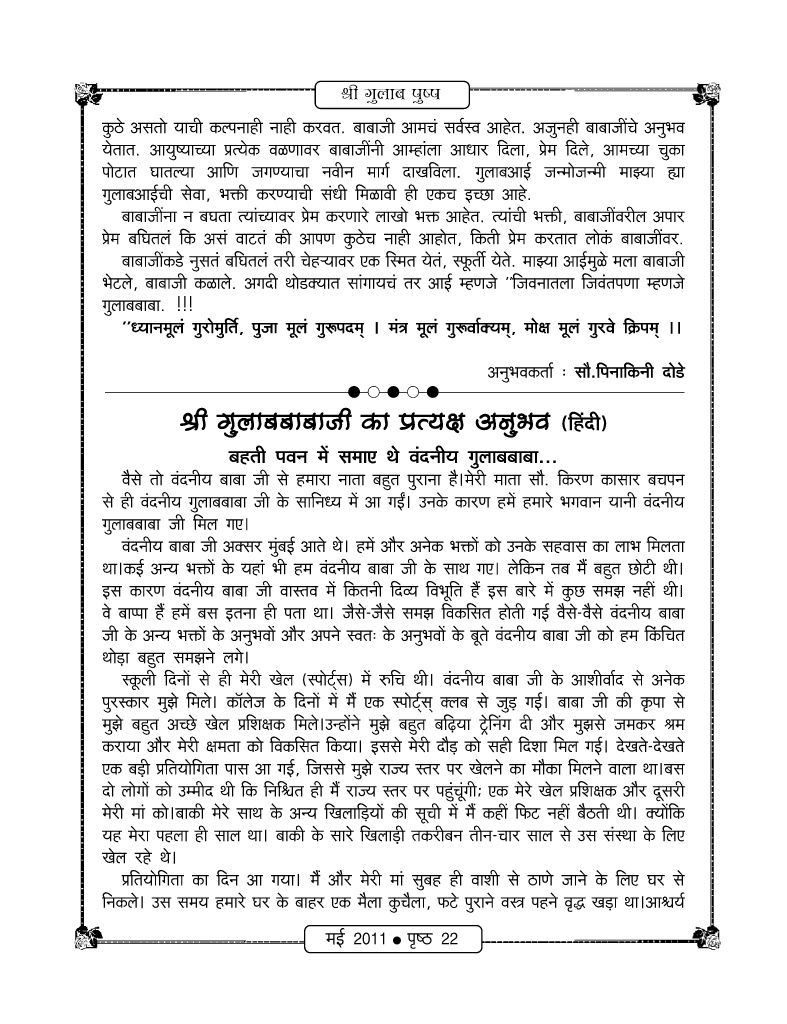 श्री गुलाब पुष्प
कुठे असतो याची कल्पनाही नाही करवत. बाबाजी आमचं सर्वस्व आहेत. अजुनही बाबाजींचे अनुभव
येतात. आयुष्याच्या प्रत्येक वळणावर बाबाजींनी आम्हांला आधार दिला, प्रेम दिले, आमच्या चुका
पोटात घातल्या आणि जगण्याचा नवीन मार्ग दाखविला. गुलाबआई जन्मोजन्मी माझ्या ह्या
गुलाबआईची सेवा, भक्ती करण्याची संधी मिळावी ही एकच इच्छा आहे.
बाबाजींना न बघता त्यांच्यावर प्रेम करणारे लाखो भक्त आहेत. त्यांची भक्ती, बाबाजींवरील अपार
प्रेम बघितलं कि असं वाटतं की आपण कुठेच नाही आहोत, किती प्रेम करतात लोकं बाबाजींवर.
बाबाजींकडे नुसतं बघितलं तरी चेहऱ्यावर एक स्मित येतं, स्फूर्ती येते. माझ्या आईमुळे मला बाबाजी
भेटले, बाबाजी कळाले. अगदी थोडक्यात सांगायचं तर आई म्हणजे ''जिवनातला जिवंतपणा म्हणजे
गुलाबबाबा. !!!
''ध्यानमूलं गुरोमुर्ति, पुजा मूलं गुरूपदम् । मंत्र मूलं गुरूर्वाक्यम्, मोक्ष मूलं गुरवे क्रिपम् ।।
अनुभवकर्ता : सौ.पिनाकिनी दोडे
श्री गुलाबबाबाजी का प्रत्यक्ष अनुभव (हिंदी)
बहती पवन में समाए थे वंदनीय गुलाबबाबा...
वैसे तो वंदनीय बाबा जी से हमारा नाता बहुत पुराना है।मेरी माता सौ. किरण कासार बचपन
से ही वंदनीय गुलाबबाबा जी के सानिध्य में आ गईं। उनके कारण हमें हमारे भगवान यानी वंदनीय
गुलाबबाबा जी मिल गए।
वंदनीय बाबा जी अक्सर मुंबई आते थे। हमें और अनेक भक्तों को उनके सहवास का लाभ मिलता
था।कई अन्य भक्तों के यहां भी हम वंदनीय बाबा जी के साथ गए। लेकिन तब मैं बहुत छोटी थी।
इस कारण वंदनीय बाबा जी वास्तव में कितनी दिव्य विभूति हैं इस बारे में कुछ समझ नहीं थी।
वे बाप्पा हैं हमें बस इतना ही पता था। जैसे-जैसे समझ विकसित होती गई वैसे-वैसे वंदनीय बाबा
जी के अन्य भक्तों के अनुभवों और अपने स्वतः के अनुभवों के बूते वंदनीय बाबा जी को हम किंचित
थोड़ा बहुत समझने लगे।
स्कूली दिनों से ही मेरी खेल (स्पोर्ट्स) में रुचि थी। वंदनीय बाबा जी के आशीर्वाद से अनेक
पुरस्कार मुझे मिले। कॉलेज के दिनों में मैं एक स्पोर्ट्स् क्लब से जुड़ गई। बाबा जी की कृपा से
मुझे बहुत अच्छे खेल प्रशिक्षक मिले।उन्होंने मुझे बहुत बढ़िया ट्रेनिंग दी और मुझसे जमकर श्रम
कराया और मेरी क्षमता को विकसित किया। इससे मेरी दौड़ को सही दिशा मिल गई। देखते-देखते
एक बड़ी प्रतियोगिता पास आ गई, जिससे मुझे राज्य स्तर पर खेलने का मौका मिलने वाला था।बस
दो लोगों को उम्मीद थी कि निश्चित ही मैं राज्य स्तर पर पहुंचूंगी; एक मेरे खेल प्रशिक्षक और दूसरी
मेरी मां को।बाकी मेरे साथ के अन्य खिलाड़ियों की सूची में मैं कहीं फिट नहीं बैठती थी। क्योंकि
यह मेरा पहला ही साल था। बाकी के सारे खिलाड़ी तकरीबन तीन-चार साल से उस संस्था के लिए
खेल रहे थे।
प्रतियोगिता का दिन आ गया। मैं और मेरी मां सुबह ही वाशी से ठाणे जाने के लिए घर से
निकले। उस समय हमारे घर के बाहर एक मैला कुचैला, फटे पुराने वस्त्र पहने वृद्ध खड़ा था।आश्चर्य
मई 2011 ● पृष्ठ 22